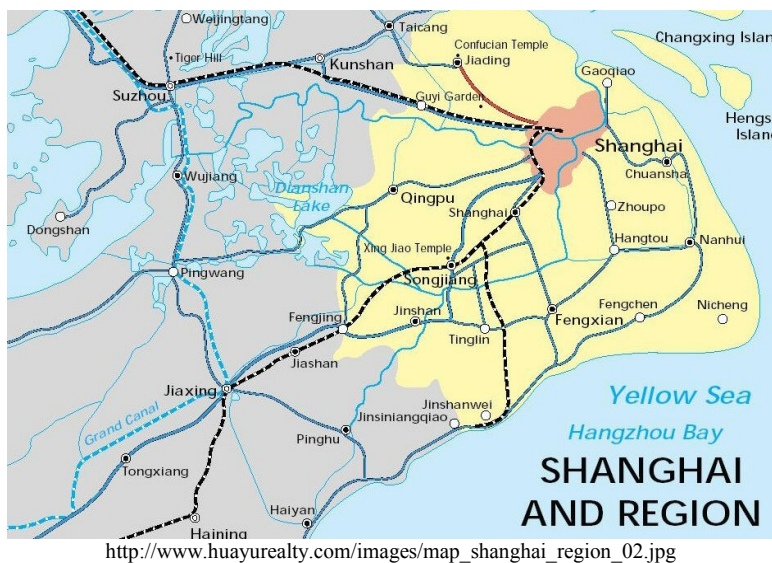 Weijingtang
Taicang
Changxing Islan
Confucian Temple
Tiger Hill
Kunshan
Jiading
Gaoqiao
Suzhou
Guyi Garden
Hengs
Island
Shanghai
Wujiang
Chuansha
Dianshan
Lake
Qingpu
Dongshan
Shanghai
Zhoupo
Xing Jiao Temple
Hangtou
Nanhui
Pingwang
Songjiang
Fengjing
Jinshan
Fengchen
Nicheng
Tinglin
Fengxian
Jiashan
Jiaxing
Yellow Sea
Grand Canal
Jinshanwei
Jinsiniangqiao
Hangzhou Bay
Pinghu
SHANGHAI
Tongxiang
AND REGION
Haiyan
Haining
http://www.huayurealty.com/images/map_shanghai_region_02.jpg